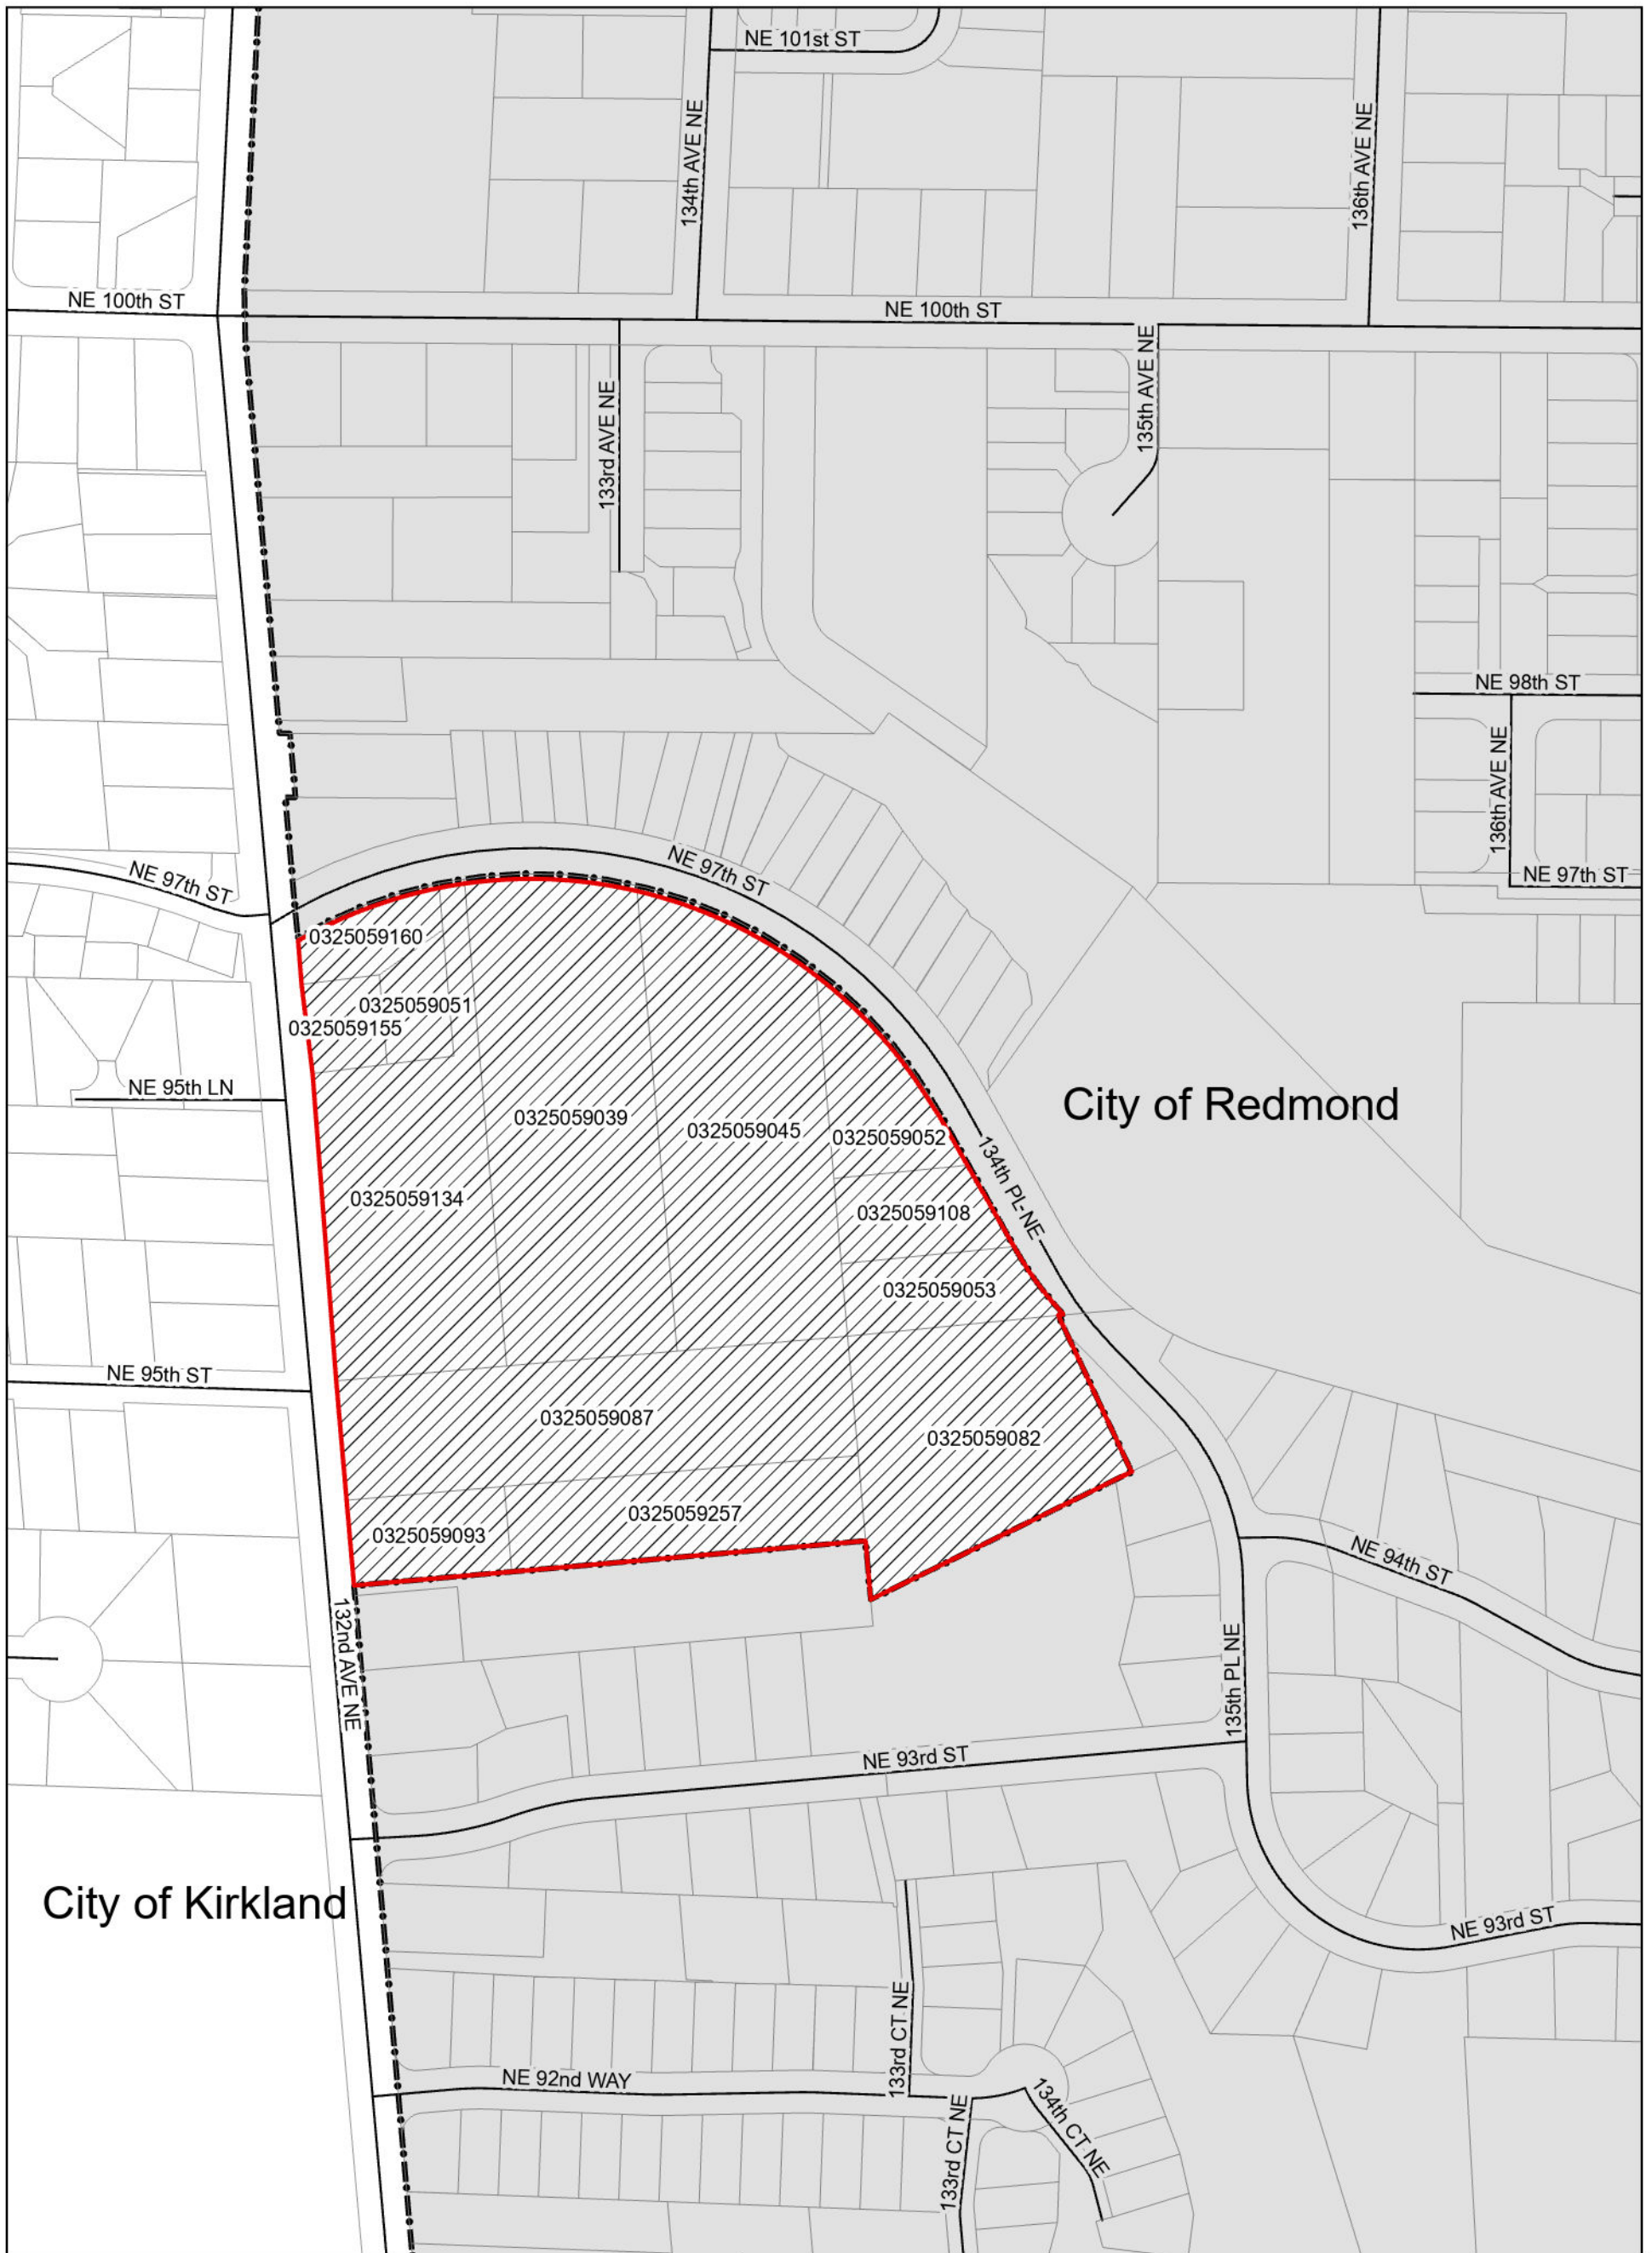 NE 101st ST
134th AVE NE
136th AVE NE
NE 100th ST
NE 100th ST
135th AVE NE
133rd AVE NE
NE 98th ST
136th AVE NE
NE 97th ST
NE 97th ST
NE 97th ST
0325059160
0325059051
0325059155
NE 95th LN
City of Redmond
0325059039
0325059045
0325059052
134th PL NE
0325059134
0325059108
0325059053
NE 95th ST
0325059087
0325059082
0325059257
0325059093
NE 94th ST
132nd AVE NE
135th PL NE
NE 93rd ST
City of Kirkland
NE 93rd ST
133rd CT NE
NE 92nd WAY
134th CT NE
133rd CT NE